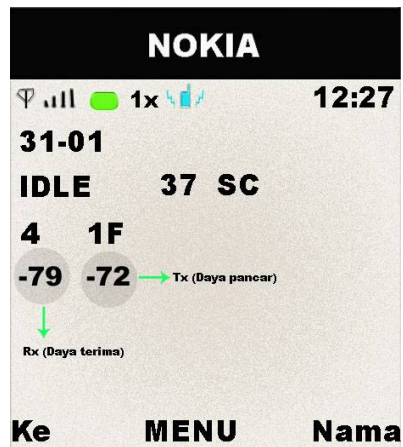 NOKIA
1x 12:27
31-01
IDLE 37 SC
4 1F
-79 -72 Tx (Daya pancar)
Rx (Daya terima)
Ke MENU Nama